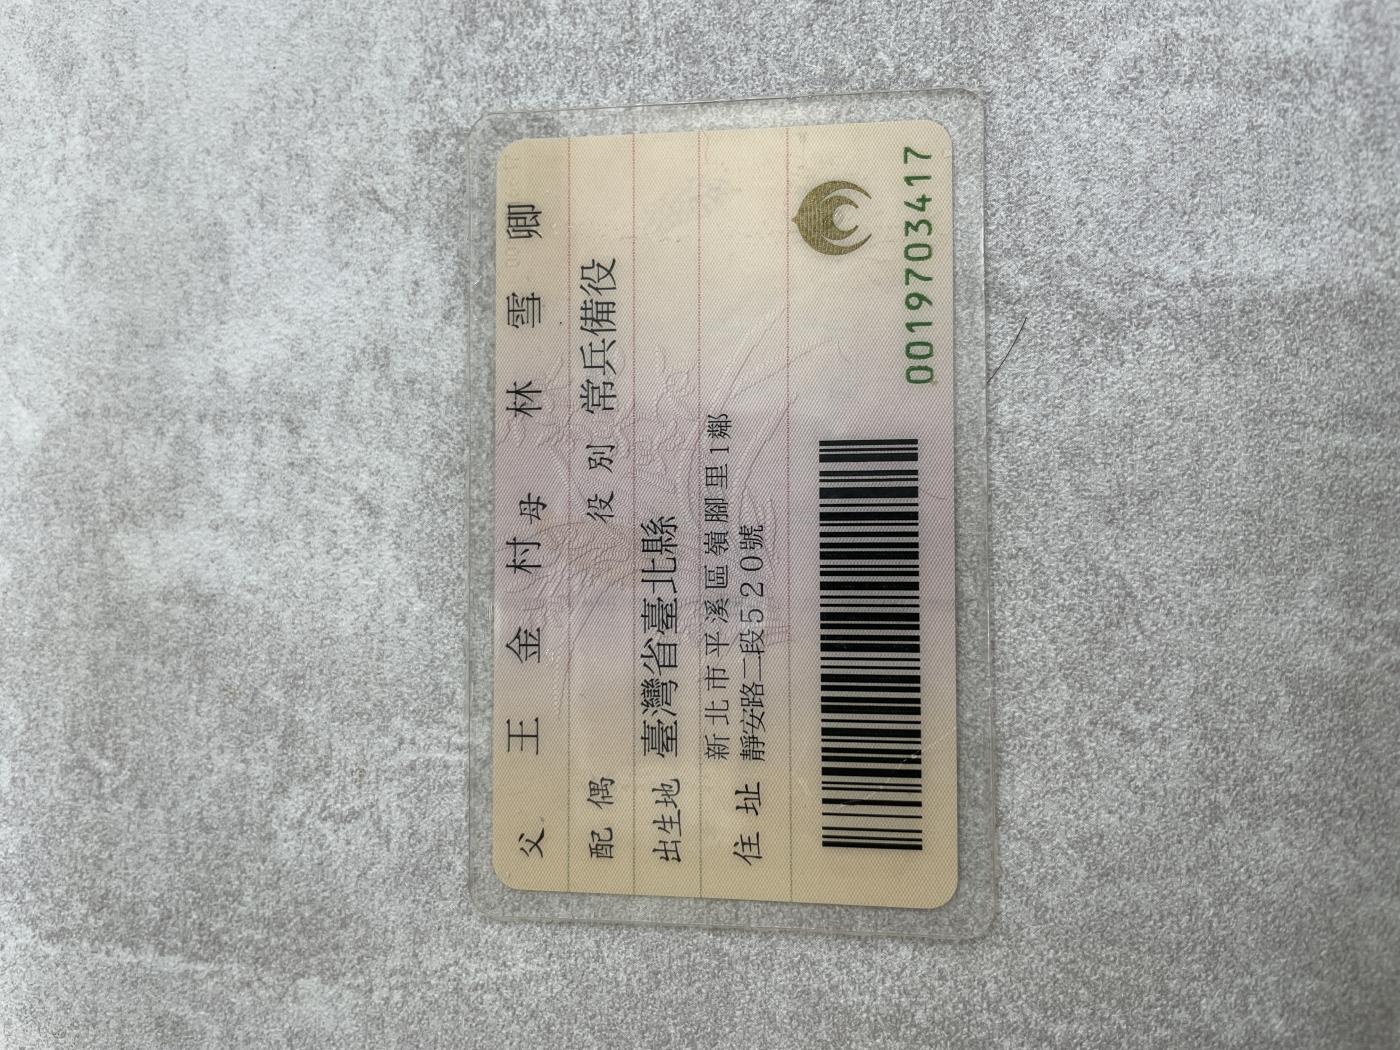 父 王金村 母 林雪卿
配偶 役別 常兵備役
出生地 臺灣省臺北縣
住址 新北市平溪區嶺腳里1鄰
靜安路二段520號
0019703417